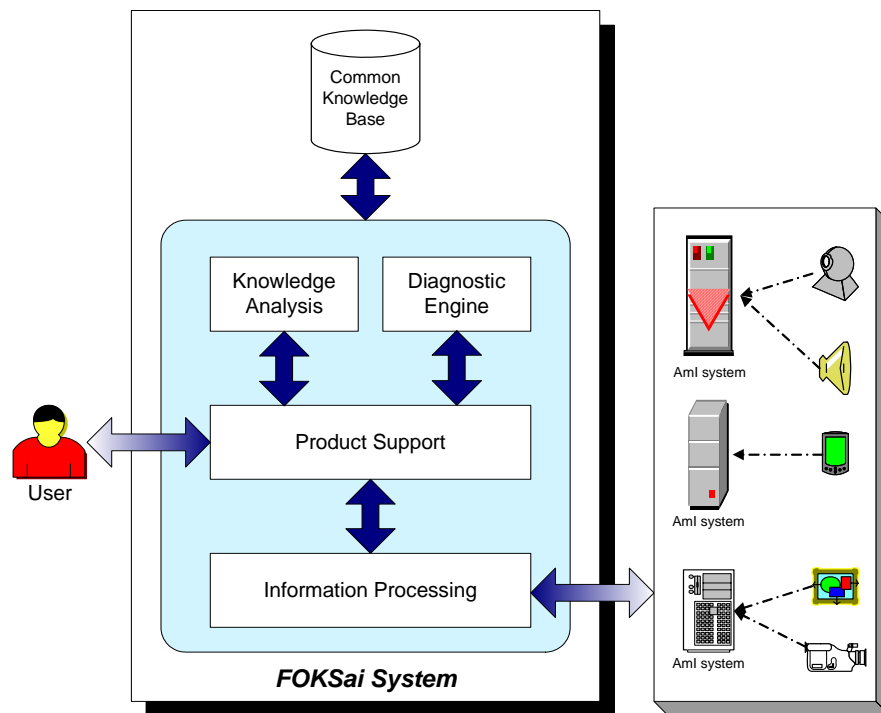 Common
Knowledge
Base
Knowledge
Analysis
Diagnostic
Engine
Product Support
Information Processing
FOKSai System
User
AmI system
AmI system
AmI system